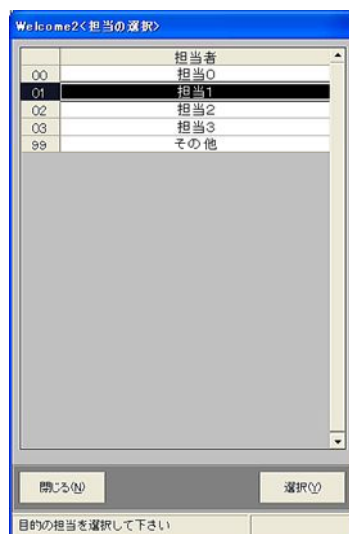 Welcome2<担当の選択>
担当者
00 担当0
01 担当1
02 担当2
03 担当3
99 その他
閉じる(N) 選択(Y)
目的の担当を選択して下さい